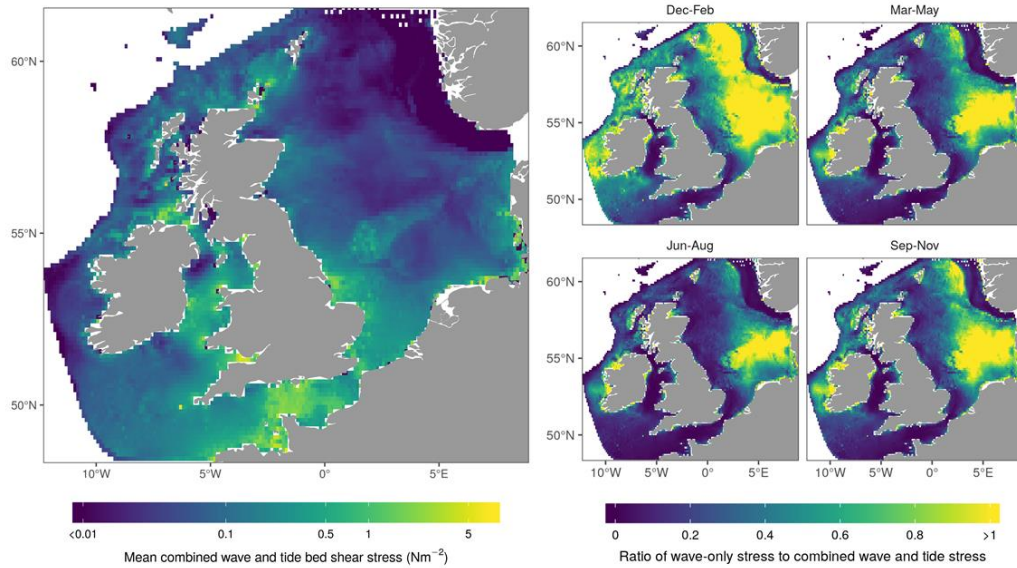 60°N
55°N
50°N
10°W 5°W 0° 5°E
<0.01 0.1 0.5 1 5
Mean combined wave and tide bed shear stress (Nm−2)
Dec-Feb Mar-May
60°N
55°N
50°N
Jun-Aug Sep-Nov
60°N
55°N
50°N
10°W 5°W 0° 5°E 10°W 5°W 0° 5°E
0 0.2 0.4 0.6 0.8 >1
Ratio of wave-only stress to combined wave and tide stress